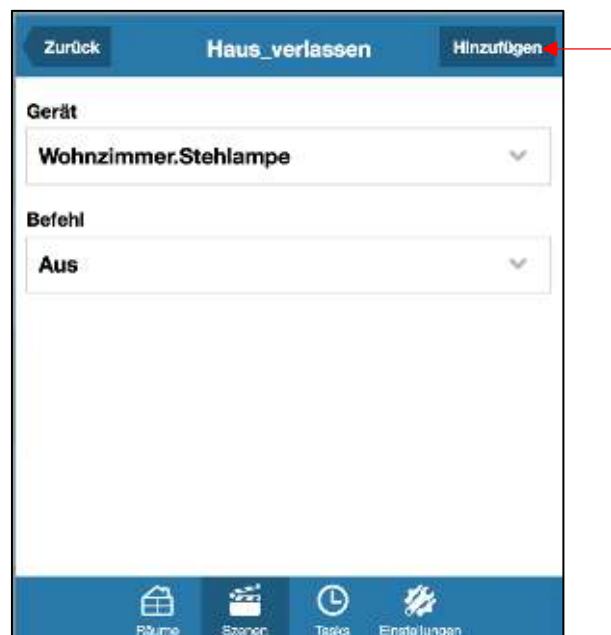 Zurück Haus_verlassen Hinzufügen
Gerät
Wohnzimmer.Stehlampe
Befehl
Aus
Räume Szenen Tasks Einstellungen